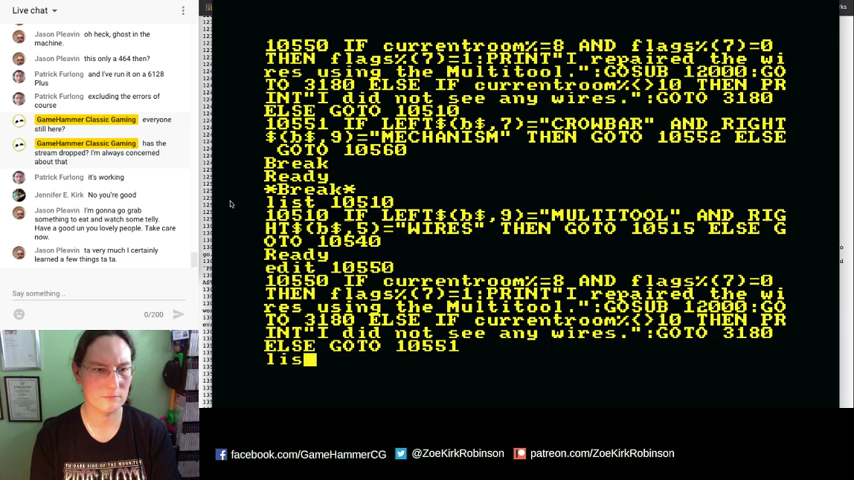 Live chat
Jason Pleavin oh heck, ghost in the
machine.
Jason Pleavin this only a 464 then?
Patrick Furlong and I've run it on a 6128
Plus
Patrick Furlong excluding the errors of
course
GameHammer Classic Gaming everyone
still here?
GameHammer Classic Gaming has the
stream dropped? I'm always concerned
about that
Patrick Furlong it's working
Jennifer E. Kirk No you're good
Jason Pleavin I'm gonna go grab
something to eat and watch some telly.
Have a good un you lovely people. Take care
now.
Jason Pleavin ta very much I certainly
learned a few things ta ta.
Say something...
0/200
10550 IF currentroom%=8 AND flags%(7)=0
THEN flags%(7)=1:PRINT"I repaired the wi
res using the Multitool.":GOSUB 12000:GO
TO 3180 ELSE IF currentroom%<>10 THEN PR
INT"I did not see any wires.":GOTO 3180
ELSE GOTO 10510
10551 IF LEFT$(b$,7)="CROWBAR" AND RIGHT
$(b$,9)="MECHANISM" THEN GOTO 10552 ELSE
GOTO 10560
Break
Ready
*Break*
list 10510
10510 IF LEFT$(b$,9)="MULTITOOL" AND RIG
HT$(b$,5)="WIRES" THEN GOTO 10515 ELSE G
OTO 10540
Ready
edit 10550
10550 IF currentroom%=8 AND flags%(7)=0
THEN flags%(7)=1:PRINT"I repaired the wi
res using the Multitool.":GOSUB 12000:GO
TO 3180 ELSE IF currentroom%<>10 THEN PR
INT"I did not see any wires.":GOTO 3180
ELSE GOTO 10551
lis
facebook.com/GameHammerCG @ZoeKirkRobinson patreon.com/ZoeKirkRobinson